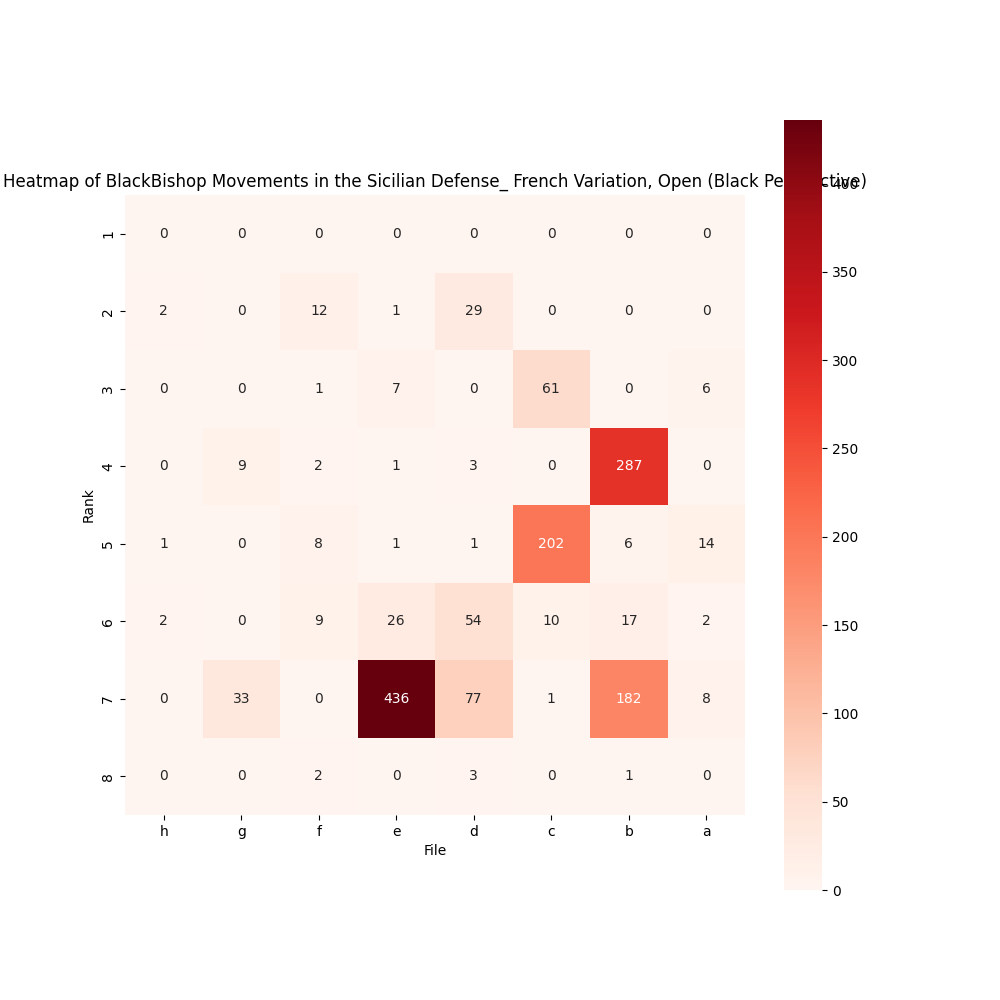 Heatmap of BlackBishop Movements in the Sicilian Defense_ French Variation, Open (Black Perspective)
400
1 0 0 0 0 0 0 0 0
350
2 2 0 12 1 29 0 0 0
300
3 0 0 1 7 0 61 0 6
250
4 0 9 2 1 3 0 287 0
Rank
200
5 1 0 8 1 1 202 6 14
150
6 2 0 9 26 54 10 17 2
100
7 0 33 0 436 77 1 182 8
50
8 0 0 2 0 3 0 1 0
h g f e d c b a
File
0